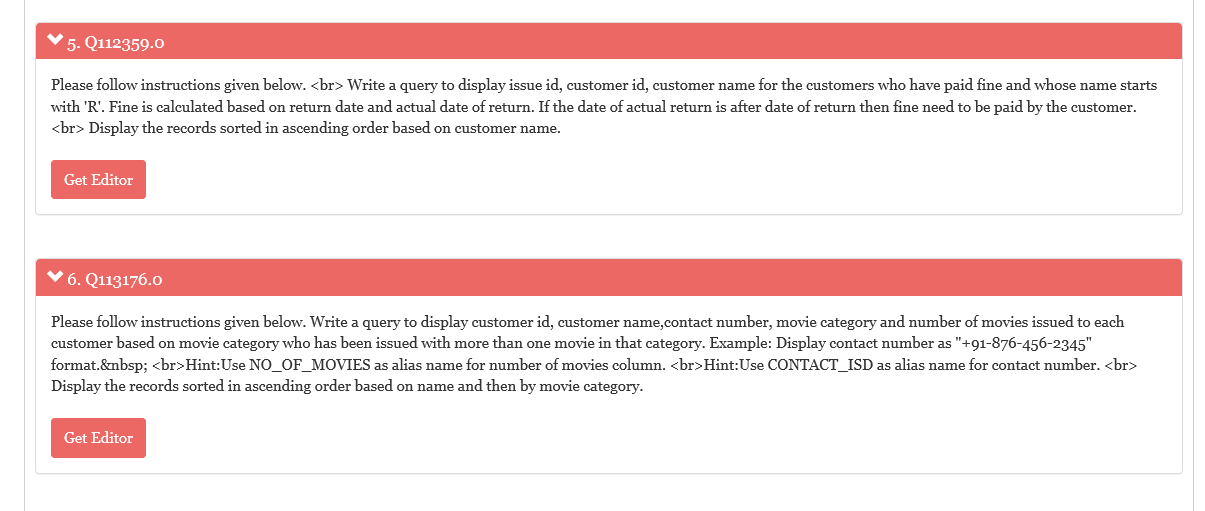 5. Q112359.0
Please follow instructions given below. <br> Write a query to display issue id, customer id, customer name for the customers who have paid fine and whose name starts
with 'R'. Fine is calculated based on return date and actual date of return. If the date of actual return is after date of return then fine need to be paid by the customer.
<br> Display the records sorted in ascending order based on customer name.
Get Editor
6. Q113176.0
Please follow instructions given below. Write a query to display customer id, customer name,contact number, movie category and number of movies issued to each
customer based on movie category who has been issued with more than one movie in that category. Example: Display contact number as "+91-876-456-2345"
format.&nbsp; <br>Hint:Use NO_OF_MOVIES as alias name for number of movies column. <br>Hint:Use CONTACT_ISD as alias name for contact number. <br>
Display the records sorted in ascending order based on name and then by movie category.
Get Editor